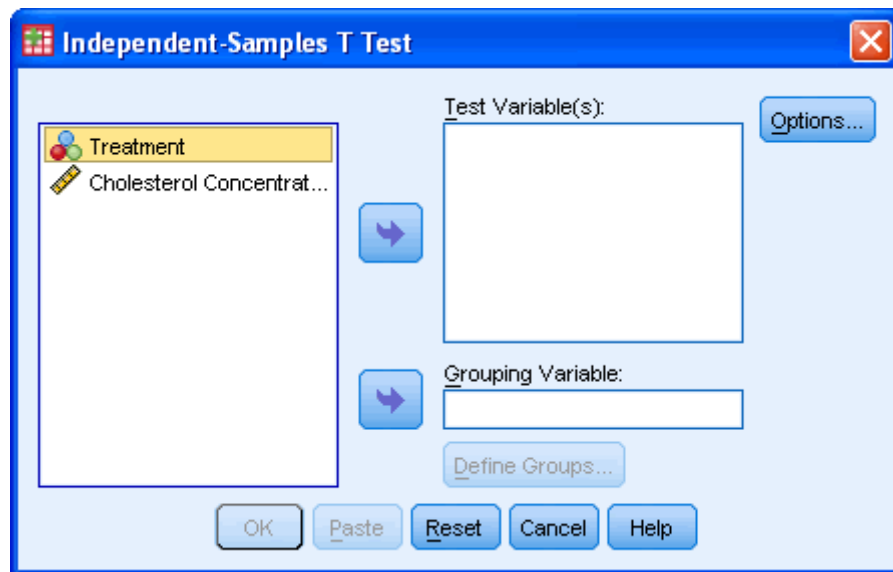 Independent-Samples T Test
Treatment
Cholesterol Concentrat...
Test Variable(s):
Options...
Grouping Variable:
Define Groups...
OK Paste Reset Cancel Help